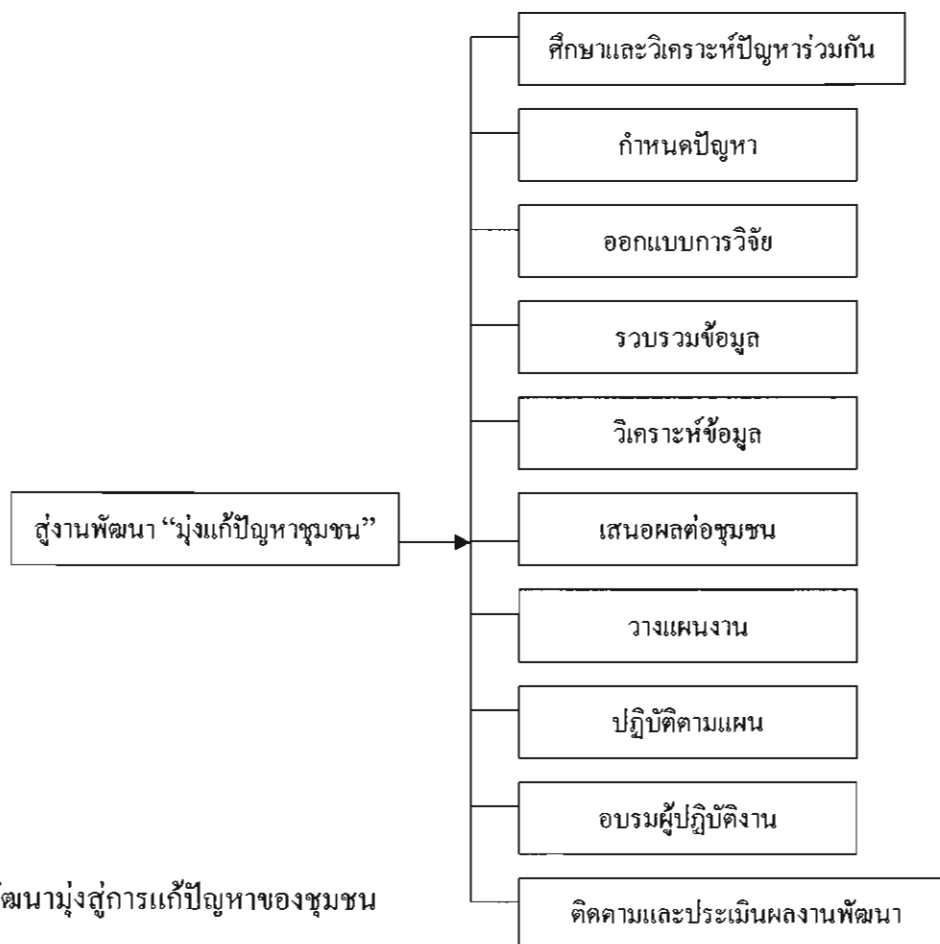 ศึกษาและวิเคราะห์ปัญหาร่วมกัน
กำหนดปัญหา
ออกแบบการวิจัย
รวบรวมข้อมูล
วิเคราะห์ข้อมูล
สู่งานพัฒนา “มุ่งแก้ปัญหาชุมชน”
เสนอผลต่อชุมชน
วางแผนงาน
ปฏิบัติตามแผน
อบรมผู้ปฏิบัติงาน
ติดตามและประเมินผลงานพัฒนา
มุ่งสู่การแก้ปัญหาของชุมชน